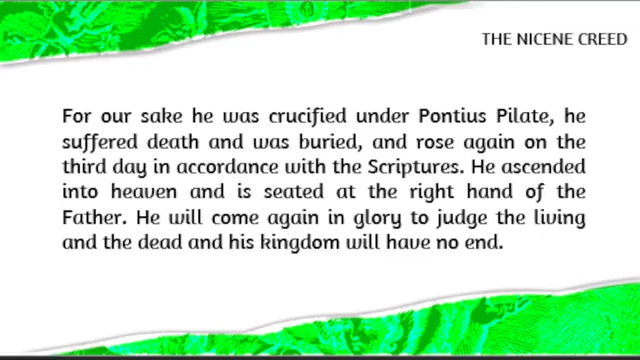 THE NICENE CREED
For our sake he was crucified under Pontius Pilate, he
suffered death and was buried, and rose again on the
third day in accordance with the Scriptures. He ascended
into heaven and is seated at the right hand of the
Father. He will come again in glory to judge the living
and the dead and his kingdom will have no end.